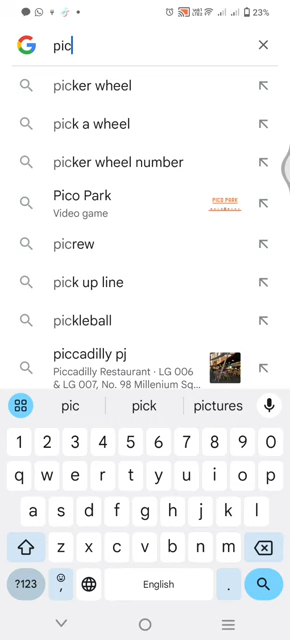 23%
pic
picker wheel
pick a wheel
picker wheel number
Pico Park
Video game
PICO PARK
picrew
pick up line
pickleball
piccadilly pj
Piccadilly Restaurant · LG 006
& LG 007, No. 98 Millenium Sq...
pic pick pictures
1 2 3 4 5 6 7 8 9 0
q w e r t y u i o p
a s d f g h j k l
z x c v b n m
?123 , English .